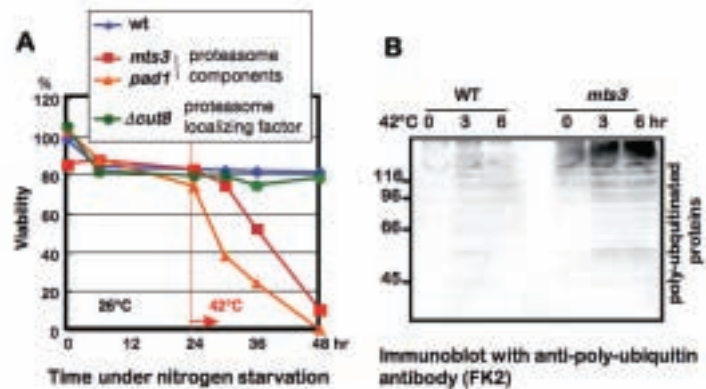 A
wt
mts3
pad1
proteasome
components
Δcut8
proteasome
localizing factor
%
120
100
80
60
40
20
0
Viability
26°C
42°C
0
12
24
36
48 hr
Time under nitrogen starvation
B
WT
mts3
42°C 0 3 6 0 3 6 hr
116
96
66
45
poly-ubquitinated
proteins
Immunoblot with anti-poly-ubiquitin
antibody (FK2)